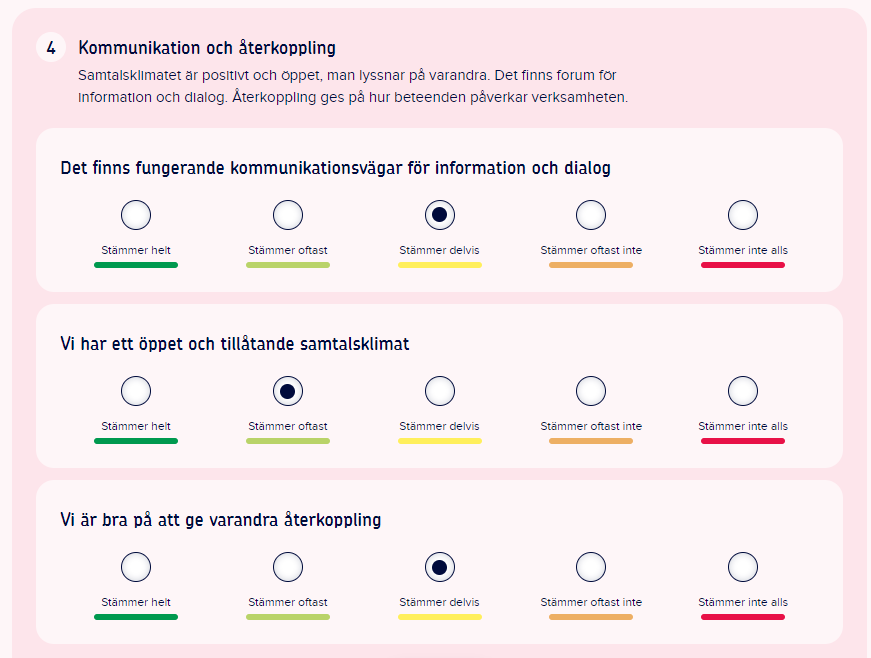 4 Kommunikation och återkoppling
Samtalsklimatet är positivt och öppet, man lyssnar på varandra. Det finns forum för
information och dialog. Återkoppling ges på hur beteenden påverkar verksamheten.
Det finns fungerande kommunikationsvägar för information och dialog
Stämmer helt Stämmer oftast Stämmer delvis Stämmer oftast inte Stämmer inte alls
Vi har ett öppet och tillåtande samtalsklimat
Stämmer helt Stämmer oftast Stämmer delvis Stämmer oftast inte Stämmer inte alls
Vi är bra på att ge varandra återkoppling
Stämmer helt Stämmer oftast Stämmer delvis Stämmer oftast inte Stämmer inte alls